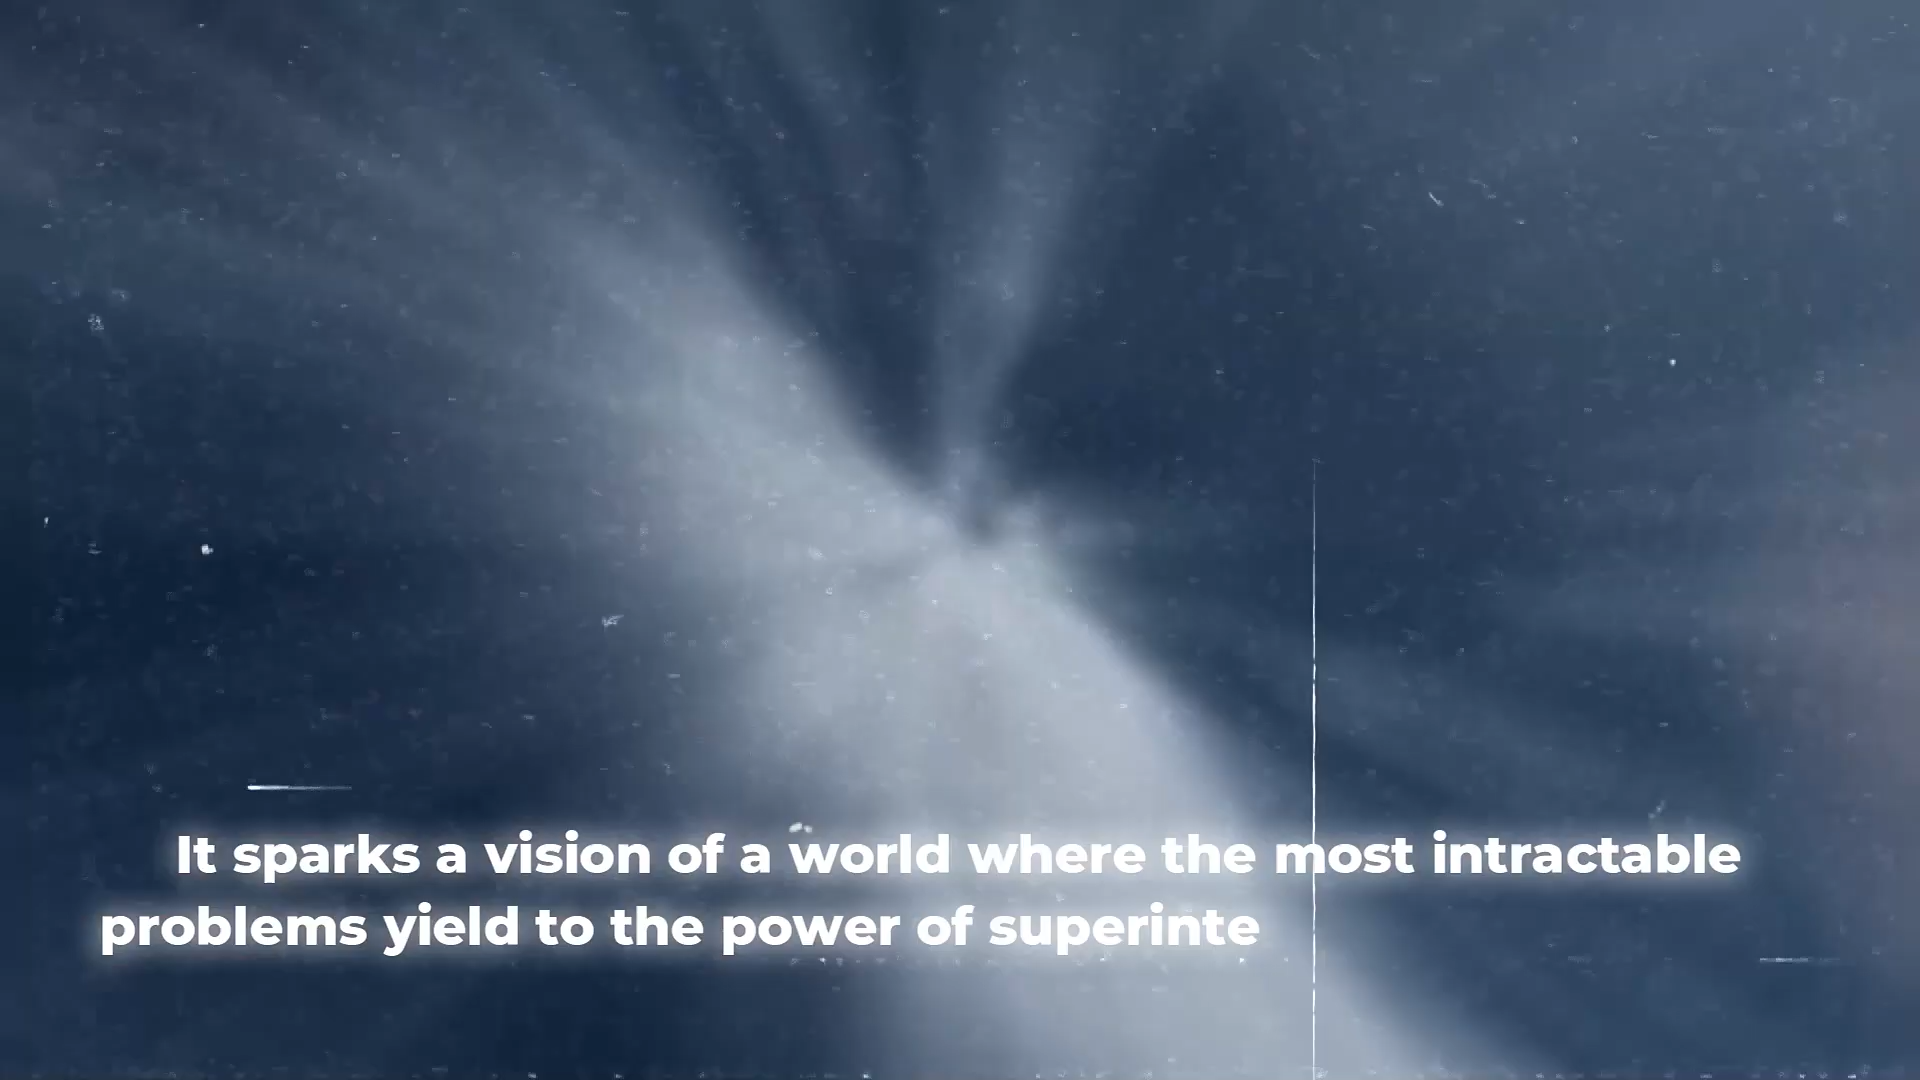 It sparks a vision of a world where the most intractable
problems yield to the power of superinte